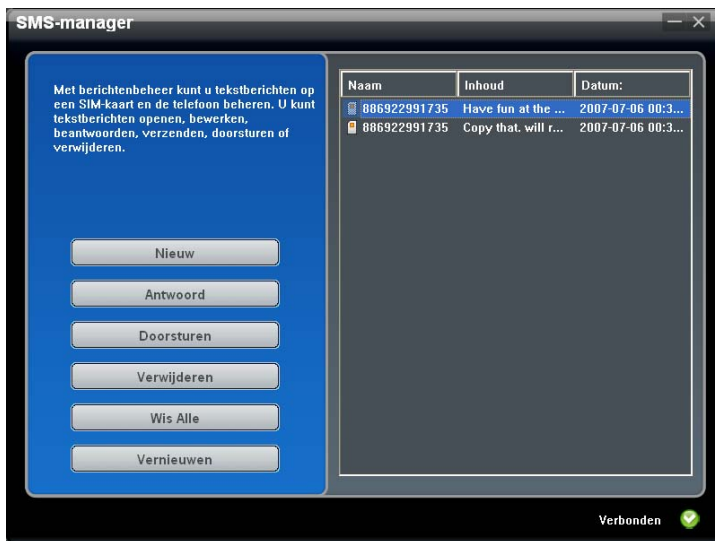 SMS-manager
Met berichtenbeheer kunt u tekstberichten op
een SIM-kaart en de telefoon beheren. U kunt
tekstberichten openen, bewerken,
beantwoorden, verzenden, doorsturen of
verwijderen.
Nieuw
Antwoord
Doorsturen
Verwijderen
Wis Alle
Vernieuwen
Naam Inhoud Datum:
886922991735 Have fun at the ... 2007-07-06 00:3...
886922991735 Copy that. will r... 2007-07-06 00:3...
Verbonden